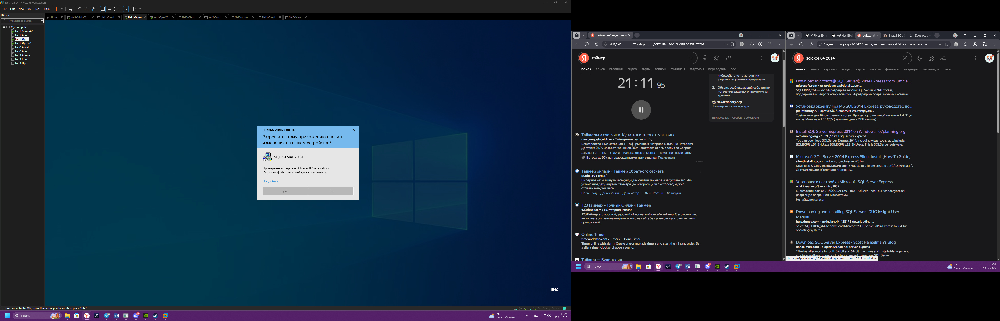 Net1-Open - VMware Workstation
File Edit View VM Tabs Help
Library
Type here to search
My Computer
Net1-AdminCA
Net1-Coord
Net1-Open
Net1-OperCA
Net2-Client
Net2-Coord
Net3-Admin
Net3-Coord
Net3-Open
Home Net1-AdminCA Net1-Coord Net1-Open Net1-OperCA Net2-Client Net2-Coord Net3-Admin Net3-Coord Net3-Open
Контроль учетных записей
Разрешить этому приложению вносить
изменения на вашем устройстве?
SQL Server 2014
Проверенный издатель: Microsoft Corporation
Источник файла: Жесткий диск компьютера
Подробнее
Да Нет
ENG
To direct input to this VM, move the mouse pointer inside or press Ctrl+G.
Поиск
1°C
В осн. облачно
ENG
11:24
18.12.2025
1 таймер — Яндекс: наш
Яндекс таймер — Яндекс: нашлось 9 млн результатов
Я таймер
поиск алиса картинки видео карты товары финансы квартиры переводчик все
21:11 95
либо действие по истечении
заданного промежутка времени
2. Объект, возбуждающий событие по
истечении заданного промежутка
времени
ru.wiktionary.org
Та́ймер — Викисловарь
Викисловарь Сообщить об ошибке
Таймеры и счетчики. Купить в интернет-магазине
moscow.petrovich.ru › Таймеры-и-счетчики...
Все строительные материалы — в фирменном интернет-магазине Петрович ·
Доставка 24/7. Возврат излишков 360д.. Доставка от 4 ч. Кредит со Сбером
Дружеские цены · Услуги · Калькулятор ремонта · Помощник по дизайну
Выгода до 90% на товары для ремонта и отделки Посмотреть
промо
Таймер онлайн - Таймер обратного отсчета
budilki.ru › timer/
Выберите часы, минуты и секунды для онлайн таймера и запустите его. Или
установите дату и время таймера, до которого (или с которого) нужно
отсчитывать дни, часы...
Новый год · День знаний · День матери · День России · Хэллоуин
123Таймер – Точный Онлайн Таймер
123timer.com › ru?ref=producthunt
123Таймер это простой, удобный и бесплатный онлайн таймер. С его помощью
вы можете отслеживать время прямо на сайте без установки дополнительных
приложений.
Online Timer
timeanddate.com › Timers › Online Timer
Timer online with alarm. Create one or multiple timers and start them in any order. Set
a silent timer clock or choose a sound.
Таймер — Википедия
5 ViPNet-IB ViPNet-IB/ sqlexpr 6 Install SQL Download
Яндекс sqlexpr 64 2014 — Яндекс: нашлось 479 тыс. результатов
Я sqlexpr 64 2014
поиск алиса картинки видео карты товары финансы квартиры переводчик все
Download Microsoft® SQL Server® 2014 Express from Official...
microsoft.com › ru-ru/download/details.aspx...
SQLEXPR_x64 — это 64-разрядная версия SQL Server 2014 Express,
поддерживающая установку только в 64-разрядных операционных системах.
Установка экземпляра MS SQL 2014 Express: руководство по...
gk-infostroy.ru › spravka/a0/ustanovka_ehkzemplyara...
Требования для 64-разрядных систем: Процессор с тактовой частотой 1,4 ГГц и
выше. Минимум 1 ГБ ОЗУ (рекомендуется 2 ГБ и выше).
Install SQL Server Express 2014 on Windows | o7planning.org
o7planning.org › 10299/install-sql-server-express-...
You can download SQLServer Express 2014, including visual tools, at ... Include.
SQLEXPR_x64_ENU.exe SQLEXPR_x32_ENU.exe. This is SQLServer software.
Microsoft SQL Server 2014 Express Silent Install (How-To Guide)
silentinstallhq.com › microsoft-sql-server-2014-...
Download & Copy the SQLEXPR_x64_ENU.exe to a folder created at (C:\Downloads).
Open an Elevated Command Prompt by...
Установка и настройка Microsoft SQL Server Express
wiki.kayala-soft.ru › wiki/3057
ExpressAndTools 64BIT\SQLEXPRWT_x64_RUS.exe - если вы используете 64-
разрядную операционную систему.
Не найдено: sqlexpr
Downloading and Installing SQL Server | DUG Insight User
Manual
help.dugeo.com › m/Insight/l/1138178-downloading-...
Select SQLEXPR_x64 to download Microsoft SQL Server 2014 Express for 64-bit
operating systems.
Download SQL Server Express - Scott Hanselman's Blog
hanselman.com › blog/download-sql-server-express
*The installer works for both 32-bit and 64-bit machines and installs Management
studio as well as command-line tools needed to manage SQL Server.
https://o7planning.org/10299/install-sql-server-express-2014-on-windows
Поиск
1°C
В осн. облачно
11:24
18.12.2025